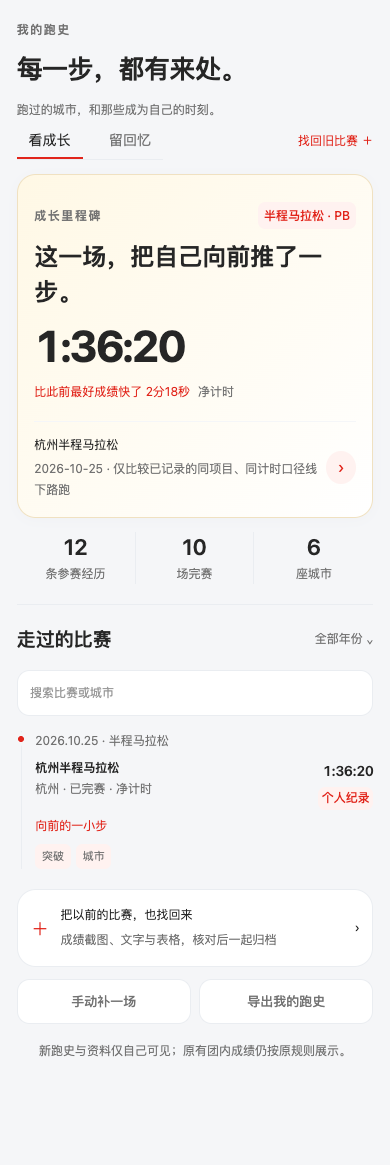 我的跑史
每一步，都有来处。
跑过的城市，和那些成为自己的时刻。
看成长 留回忆 找回旧比赛 ＋
成长里程碑 半程马拉松 · PB
这一场，把自己向前推了一
步。
1:36:20
比此前最好成绩快了 2分18秒 净计时
杭州半程马拉松
2026-10-25 · 仅比较已记录的同项目、同计时口径线
下路跑
›
12 10 6
条参赛经历 场完赛 座城市
走过的比赛 全部年份 ⌄
搜索比赛或城市
2026.10.25 · 半程马拉松
杭州半程马拉松 1:36:20
杭州 · 已完赛 · 净计时 个人纪录
向前的一小步
突破 城市
＋ 把以前的比赛，也找回来 ›
成绩截图、文字与表格，核对后一起归档
手动补一场 导出我的跑史
新跑史与资料仅自己可见；原有团内成绩仍按原规则展示。